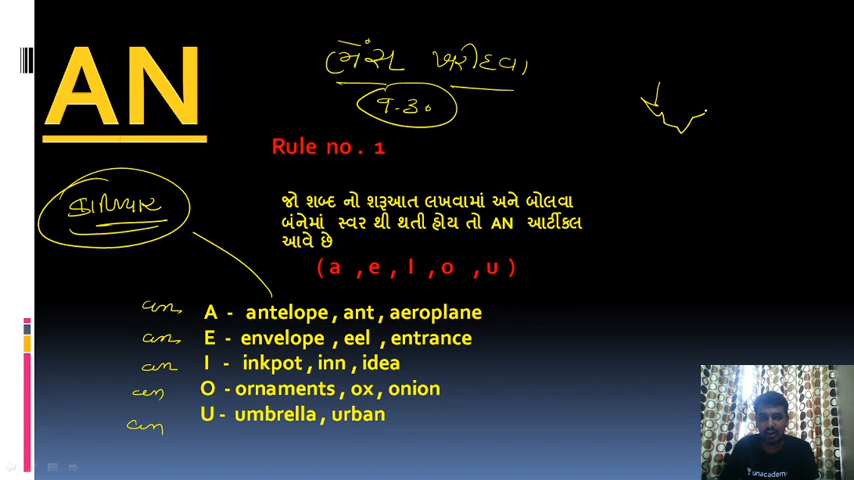 AN
ભેંસ ખરીદવા
9.30
Rule no . 1
જો શબ્દ નો શરૂઆત લખવામાં અને બોલવા
બંનેમાં સ્વર થી થતી હોય તો AN આર્ટીકલ
આવે છે
( a , e , I , o , u )
an A - antelope , ant , aeroplane
an E - envelope , eel , entrance
an I - inkpot , inn , idea
an O - ornaments , ox , onion
an U - umbrella , urban
unacademy